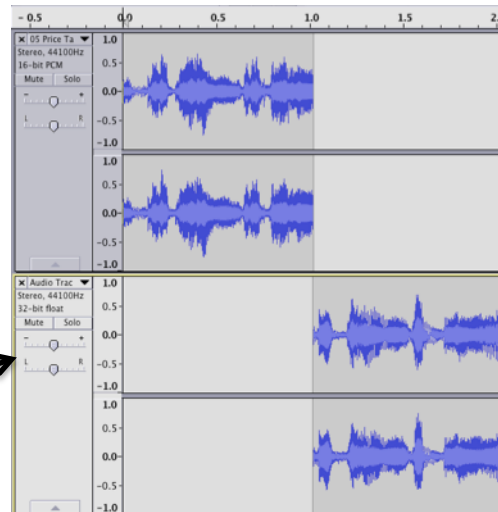 - 0.5 0.0 0.5 1.0 1.5 2.0
× 05 Price Ta ▼ 1.0
Stereo, 44100Hz
16-bit PCM 0.5-
Mute Solo
- + 0.0-
L R -0.5-
-1.0
1.0
0.5-
0.0-
-0.5-
-1.0
× Audio Trac ▼ 1.0
Stereo, 44100Hz
32-bit float 0.5-
Mute Solo
- + 0.0-
L R -0.5-
-1.0
1.0
0.5-
0.0-
-0.5-
-1.0